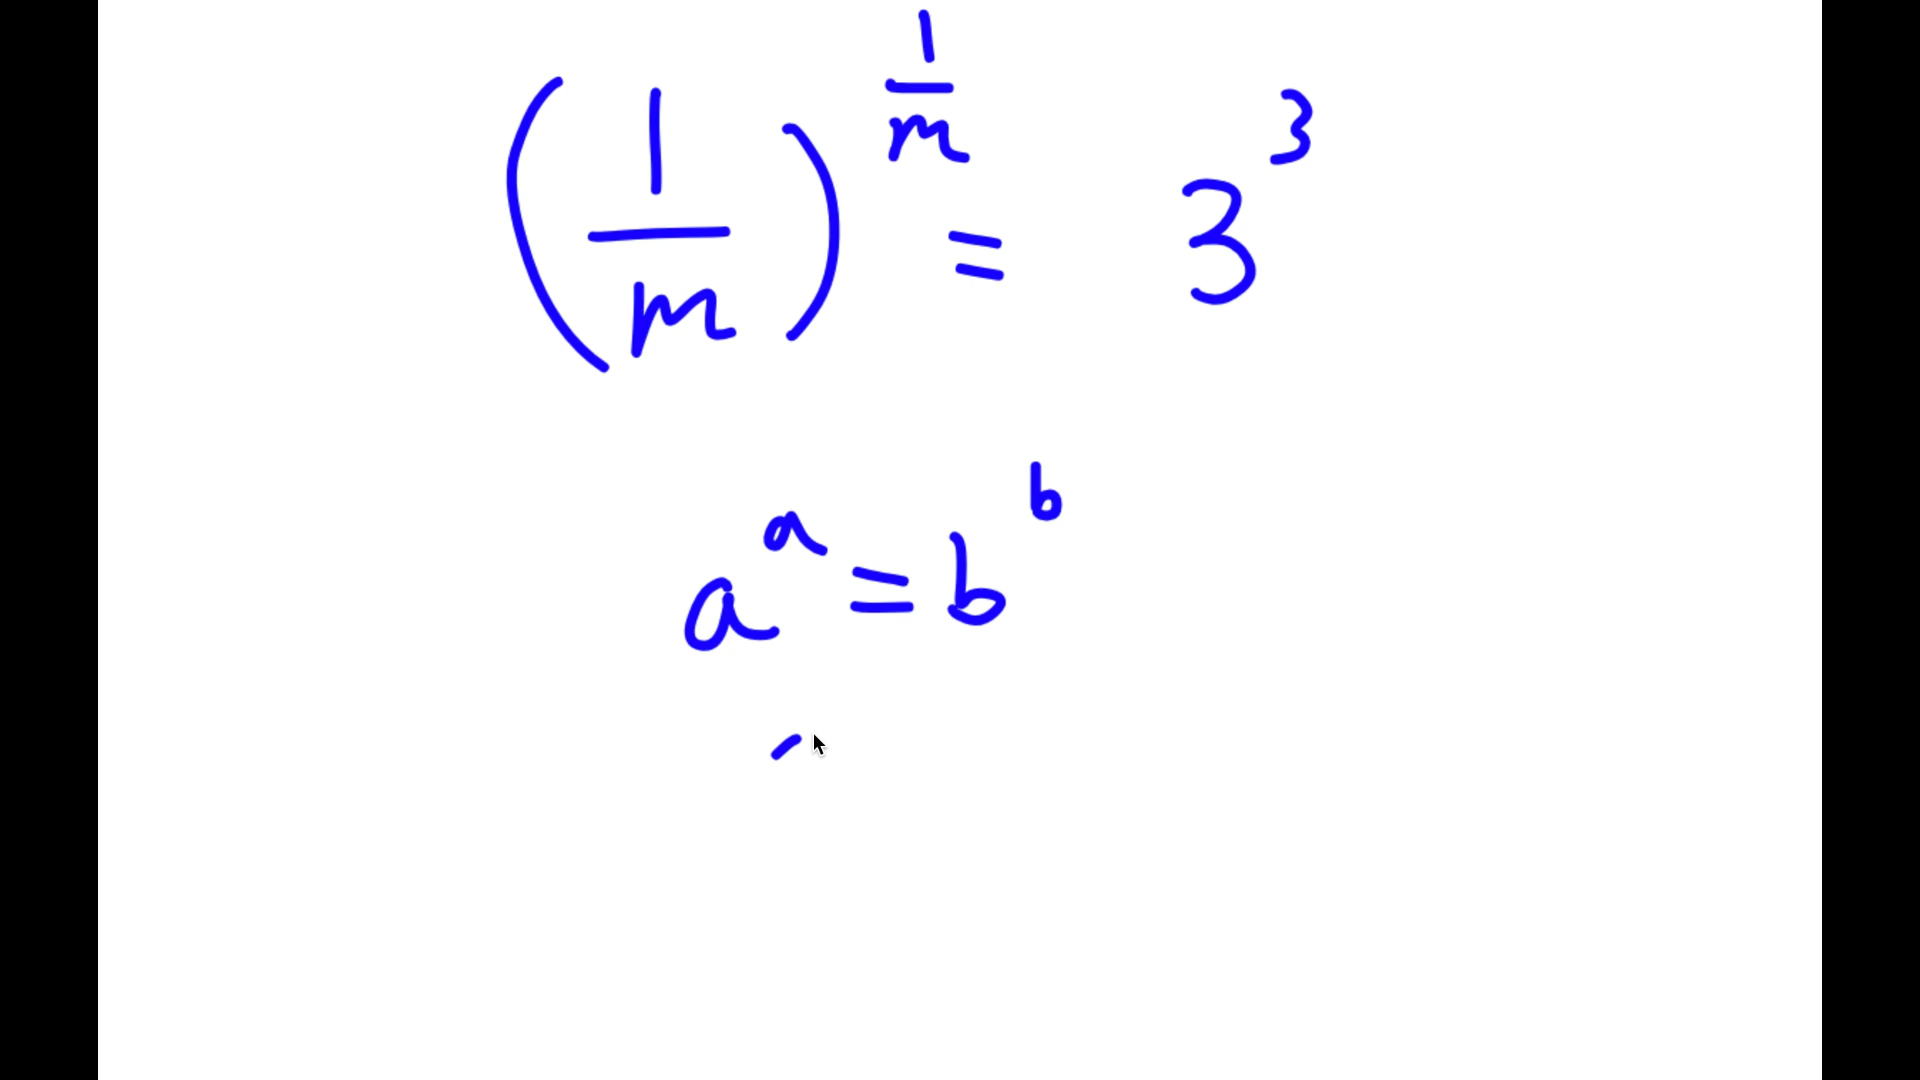 (1/m)^(1/m) = 3^3
a^a = b^b